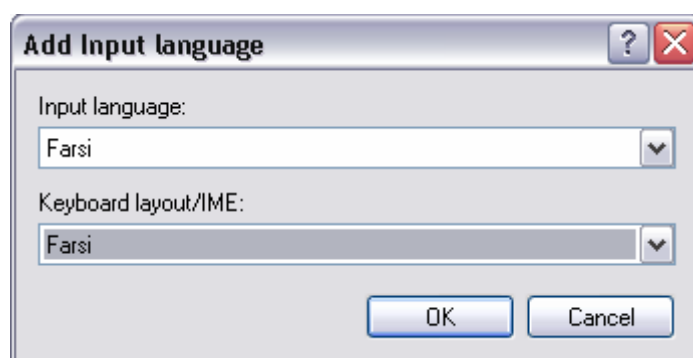 Add Input language
Input language:
Farsi
Keyboard layout/IME:
Farsi
OK Cancel